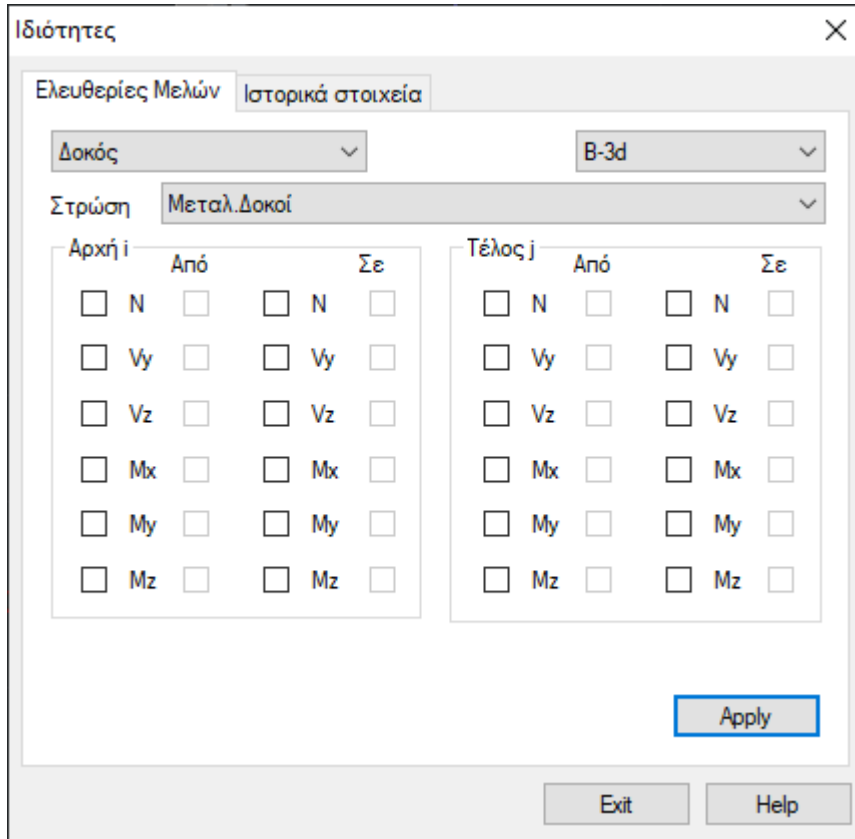 Ιδιότητες
Ελευθερίες Μελών Ιστορικά στοιχεία
Δοκός B-3d
Στρώση Μεταλ.Δοκοί
Αρχή i Τέλος j
Από Σε Από Σε
N N N N
Vy Vy Vy Vy
Vz Vz Vz Vz
Mx Mx Mx Mx
My My My My
Mz Mz Mz Mz
Apply
Exit Help